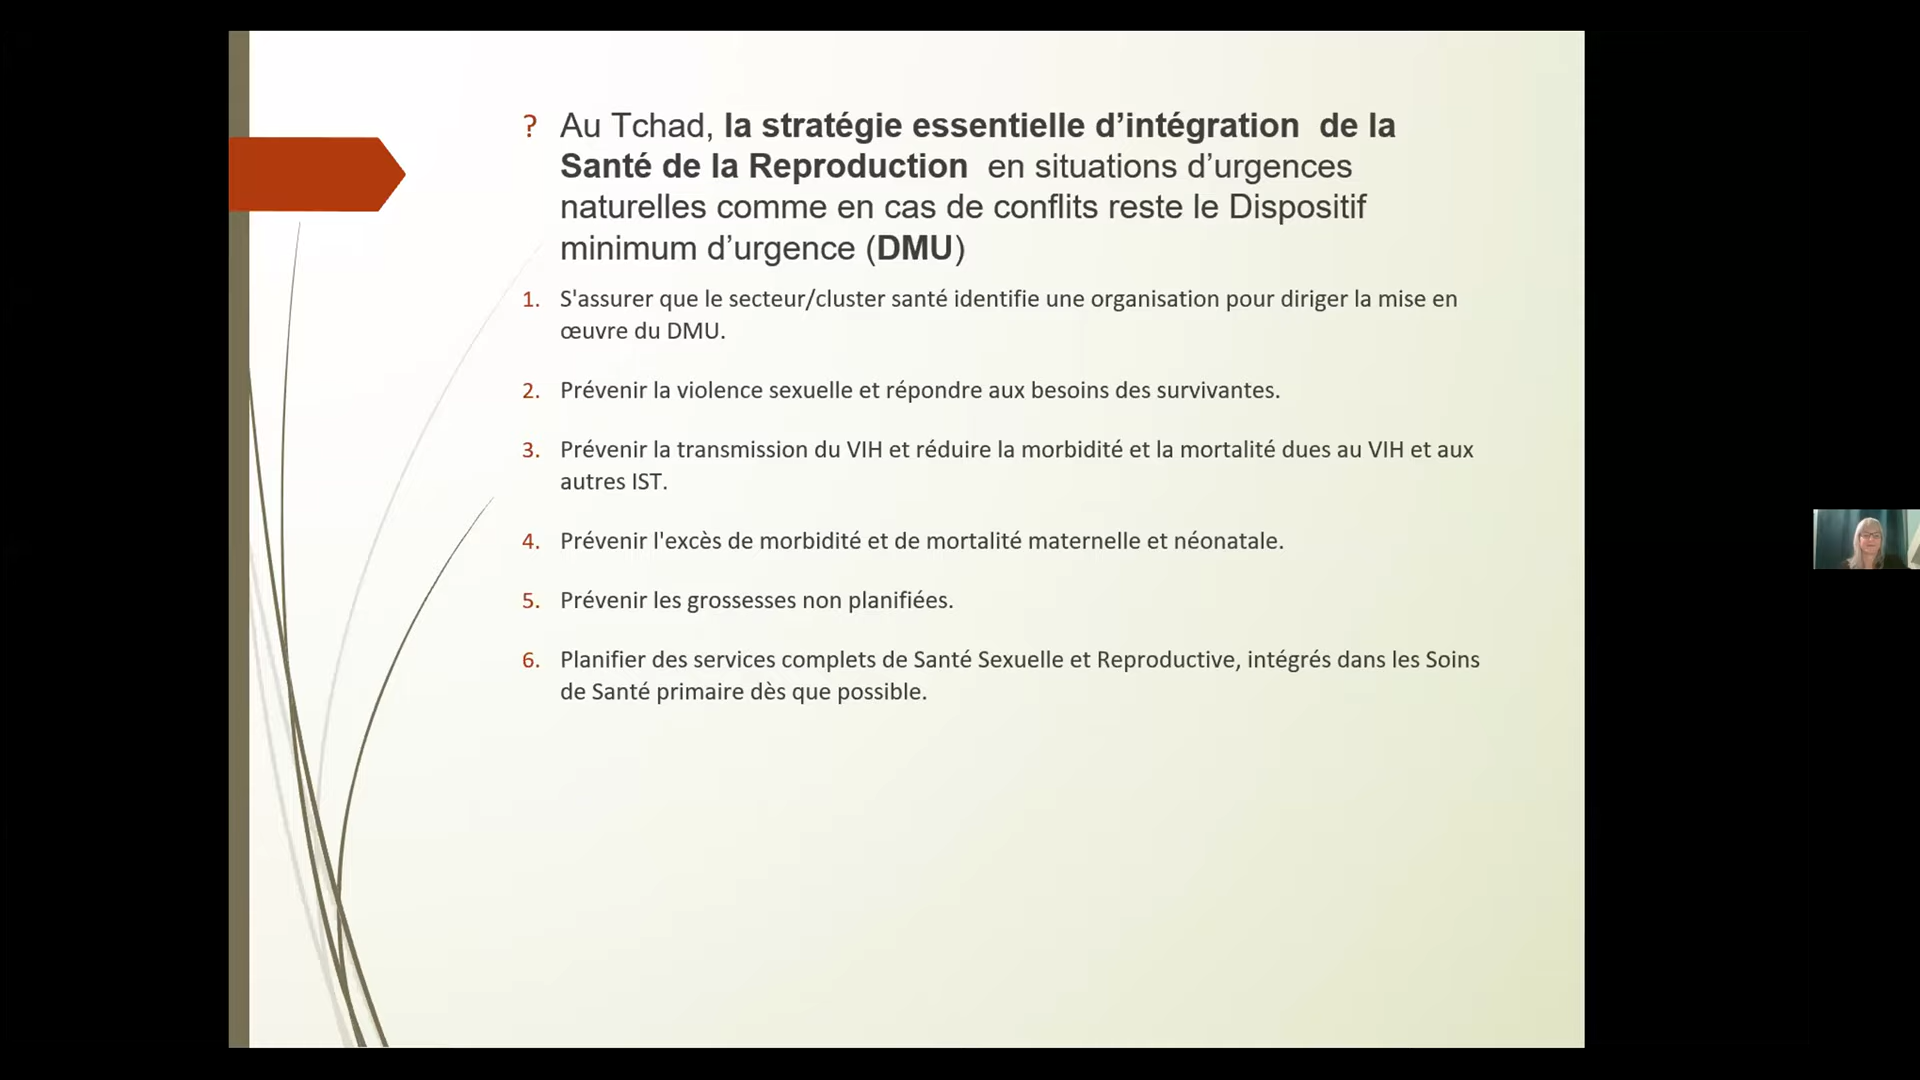 ? Au Tchad, la stratégie essentielle d’intégration  de la
Santé de la Reproduction  en situations d’urgences
naturelles comme en cas de conflits reste le Dispositif
minimum d’urgence (DMU)
1. S'assurer que le secteur/cluster santé identifie une organisation pour diriger la mise en
œuvre du DMU.
2. Prévenir la violence sexuelle et répondre aux besoins des survivantes.
3. Prévenir la transmission du VIH et réduire la morbidité et la mortalité dues au VIH et aux
autres IST.
4. Prévenir l'excès de morbidité et de mortalité maternelle et néonatale.
5. Prévenir les grossesses non planifiées.
6. Planifier des services complets de Santé Sexuelle et Reproductive, intégrés dans les Soins
de Santé primaire dès que possible.